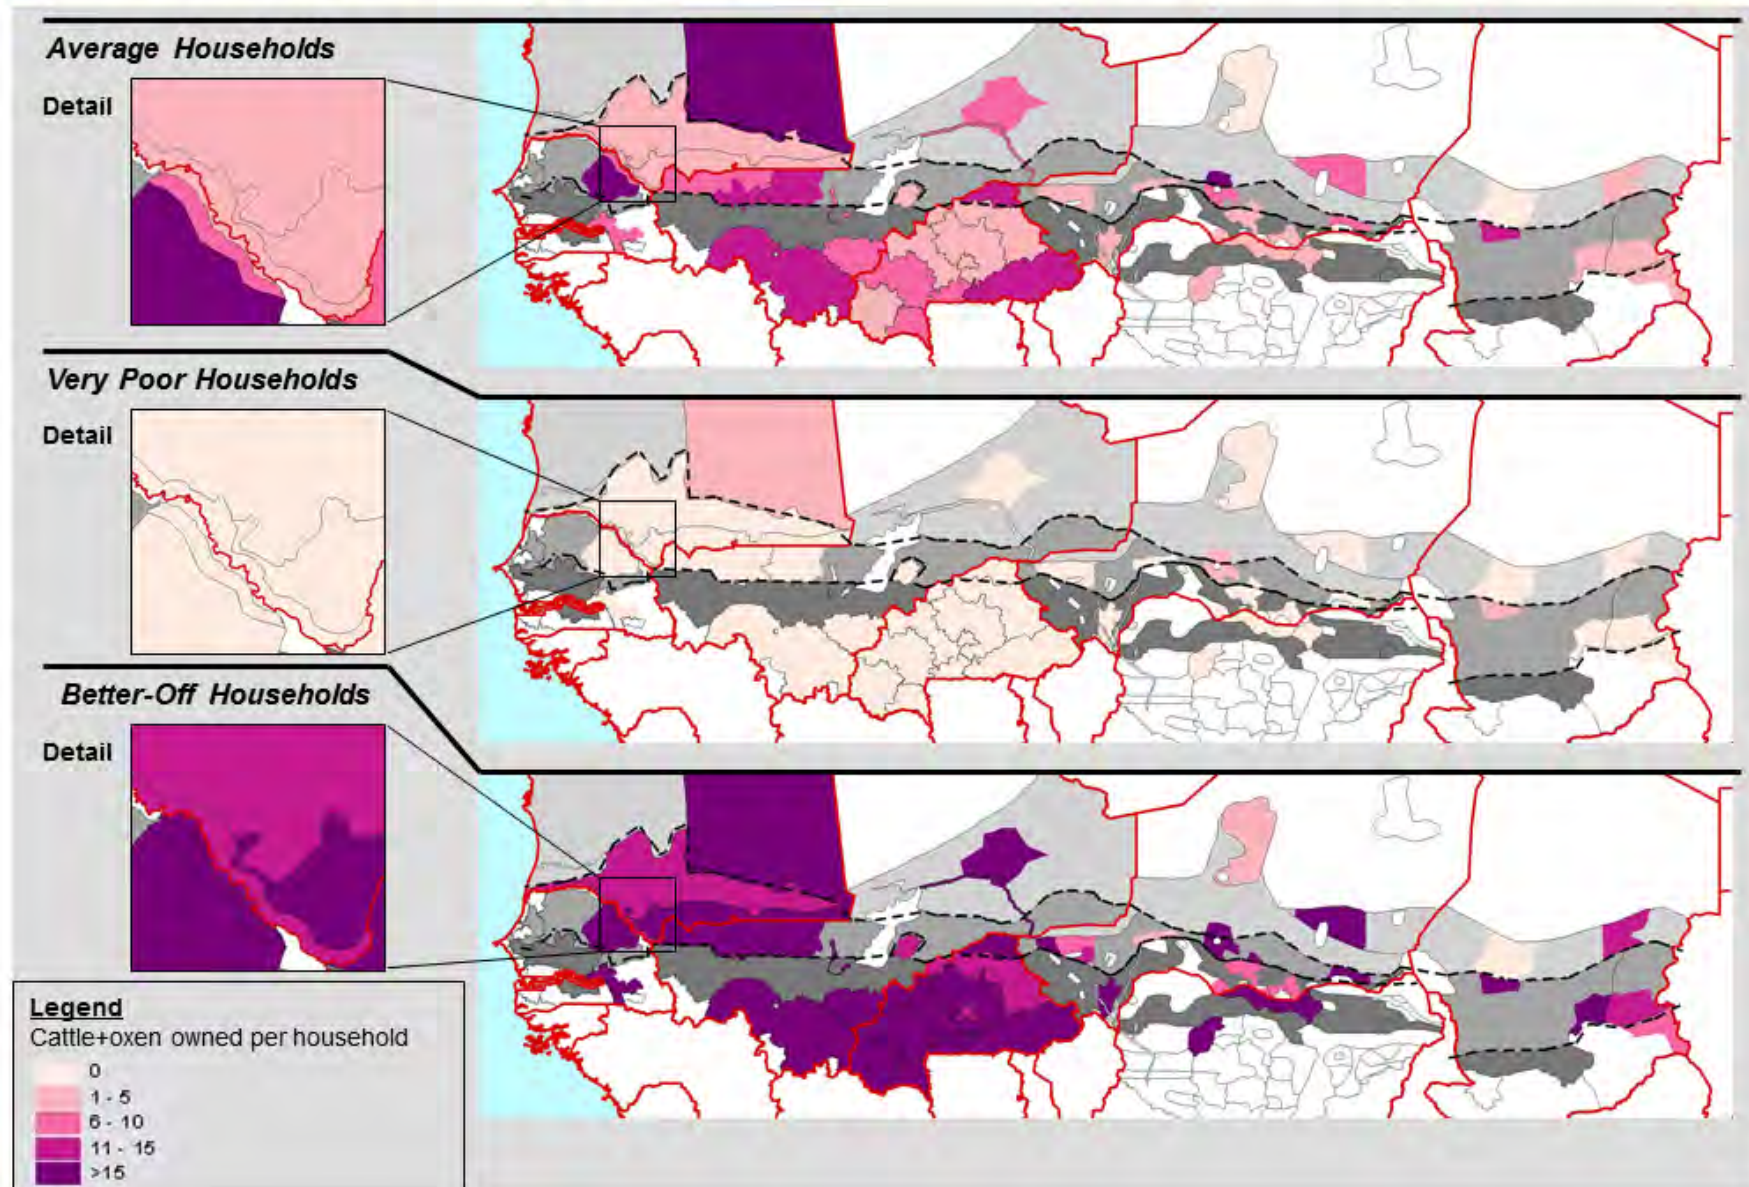 Average Households
Detail
Very Poor Households
Detail
Better-Off Households
Detail
Legend
Cattle+oxen owned per household
0
1 - 5
6 - 10
11 - 15
>15